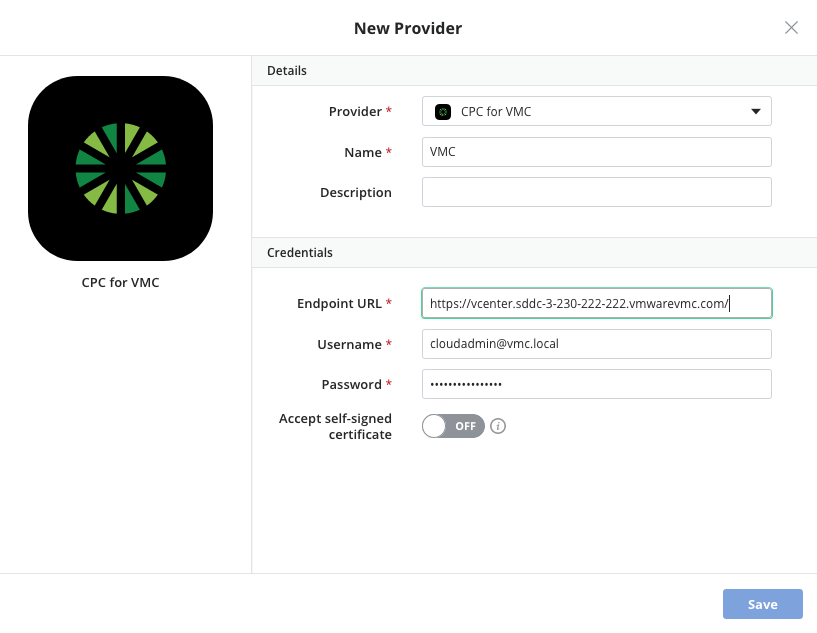 New Provider
CPC for VMC
Details
Provider *
CPC for VMC
Name *
VMC
Description
Credentials
Endpoint URL *
https://vcenter.sddc-3-230-222-222.vmwarevmc.com/
Username *
cloudadmin@vmc.local
Password *
•••••••••••••••
Accept self-signed
certificate
OFF
i
Save